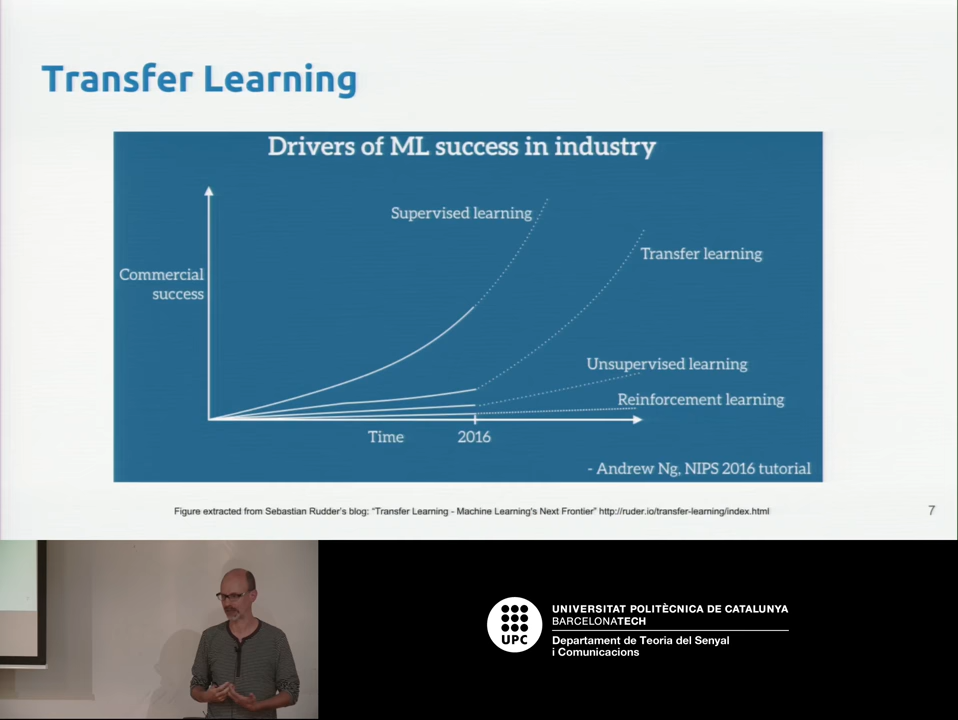 Transfer Learning
Drivers of ML success in industry
Supervised learning
Transfer learning
Commercial
success
Unsupervised learning
Reinforcement learning
Time
2016
- Andrew Ng, NIPS 2016 tutorial
Figure extracted from Sebastian Rudder's blog: "Transfer Learning - Machine Learning's Next Frontier" http://ruder.io/transfer-learning/index.html
7
UPC
UNIVERSITAT POLITÈCNICA DE CATALUNYA
BARCELONATECH
Departament de Teoria del Senyal
i Comunicacions